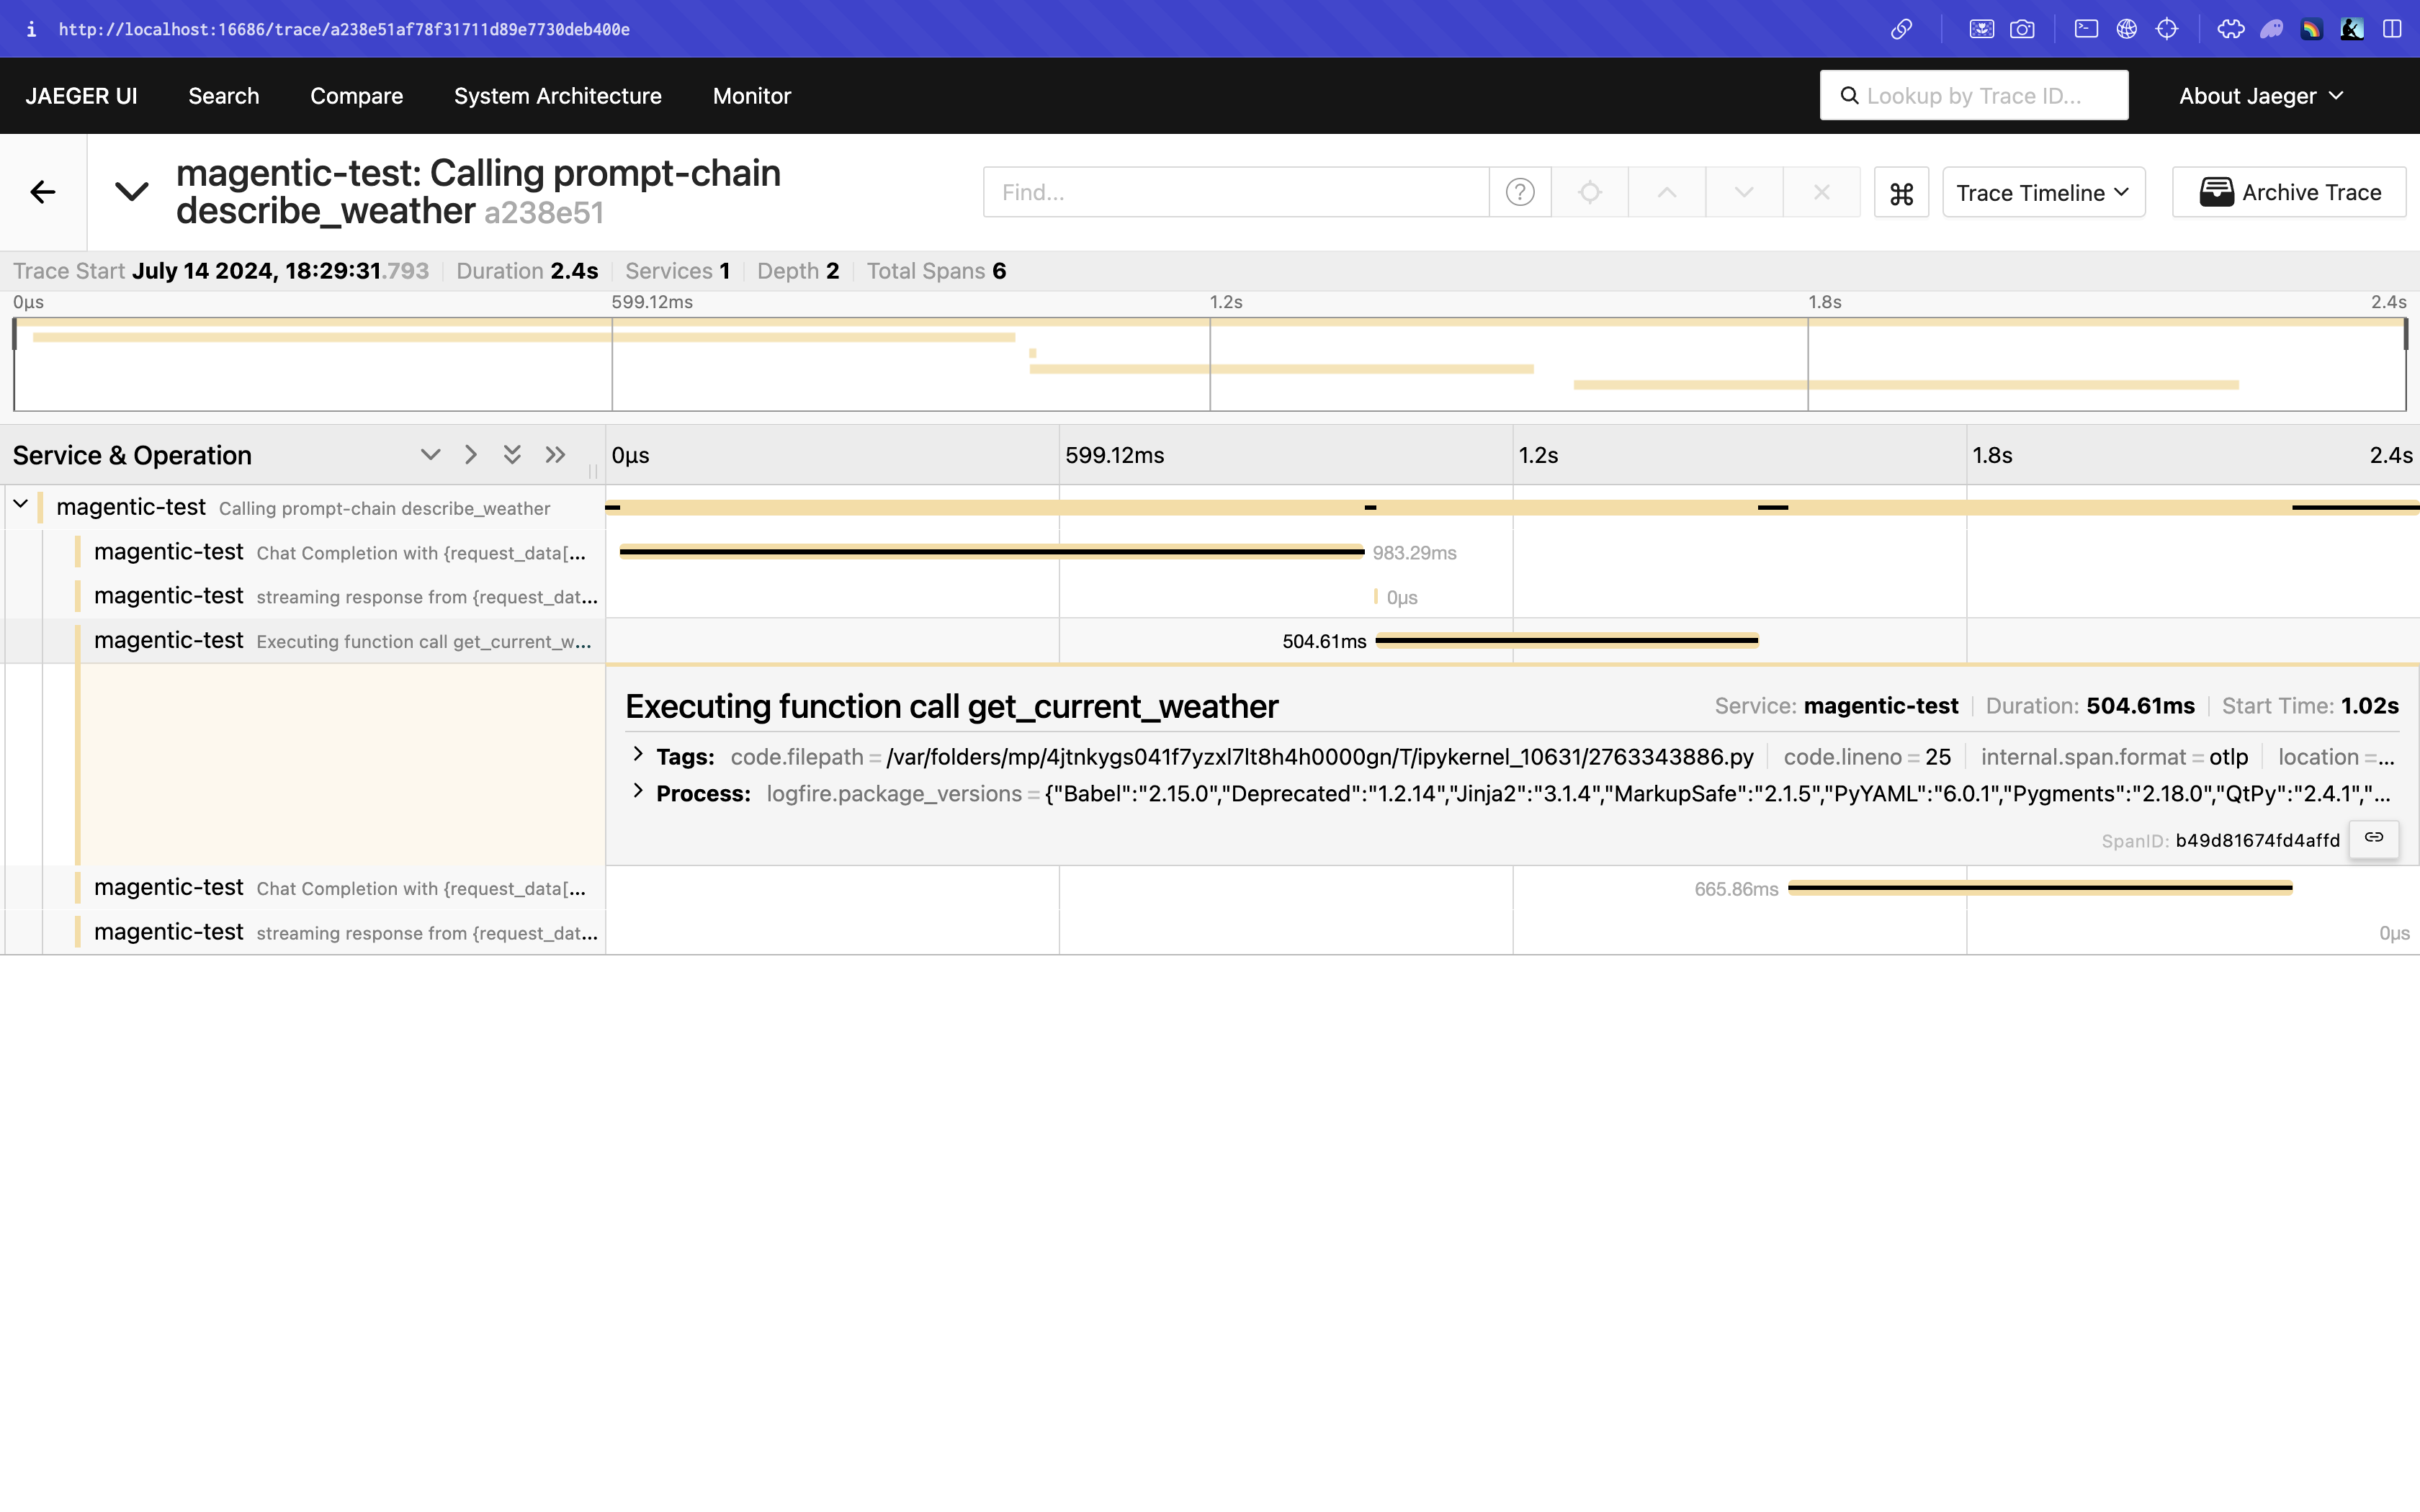 i http://localhost:16686/trace/a238e51af78f31711d89e7730deb400e
JAEGER UI Search Compare System Architecture Monitor Lookup by Trace ID... About Jaeger
magentic-test: Calling prompt-chain
describe_weather a238e51
Find... ? ⌘ Trace Timeline Archive Trace
Trace Start July 14 2024, 18:29:31.793 Duration 2.4s Services 1 Depth 2 Total Spans 6
0μs 599.12ms 1.2s 1.8s 2.4s
Service & Operation 0μs 599.12ms 1.2s 1.8s 2.4s
magentic-test Calling prompt-chain describe_weather
magentic-test Chat Completion with {request_data[... 983.29ms
magentic-test streaming response from {request_dat... 0μs
magentic-test Executing function call get_current_w... 504.61ms
Executing function call get_current_weather Service: magentic-test Duration: 504.61ms Start Time: 1.02s
Tags: code.filepath = /var/folders/mp/4jtnkygs041f7yzxl7lt8h4h0000gn/T/ipykernel_10631/2763343886.py code.lineno = 25 internal.span.format = otlp location =...
Process: logfire.package_versions = {"Babel":"2.15.0","Deprecated":"1.2.14","Jinja2":"3.1.4","MarkupSafe":"2.1.5","PyYAML":"6.0.1","Pygments":"2.18.0","QtPy":"2.4.1","...
SpanID: b49d81674fd4affd
magentic-test Chat Completion with {request_data[... 665.86ms
magentic-test streaming response from {request_dat... 0μs